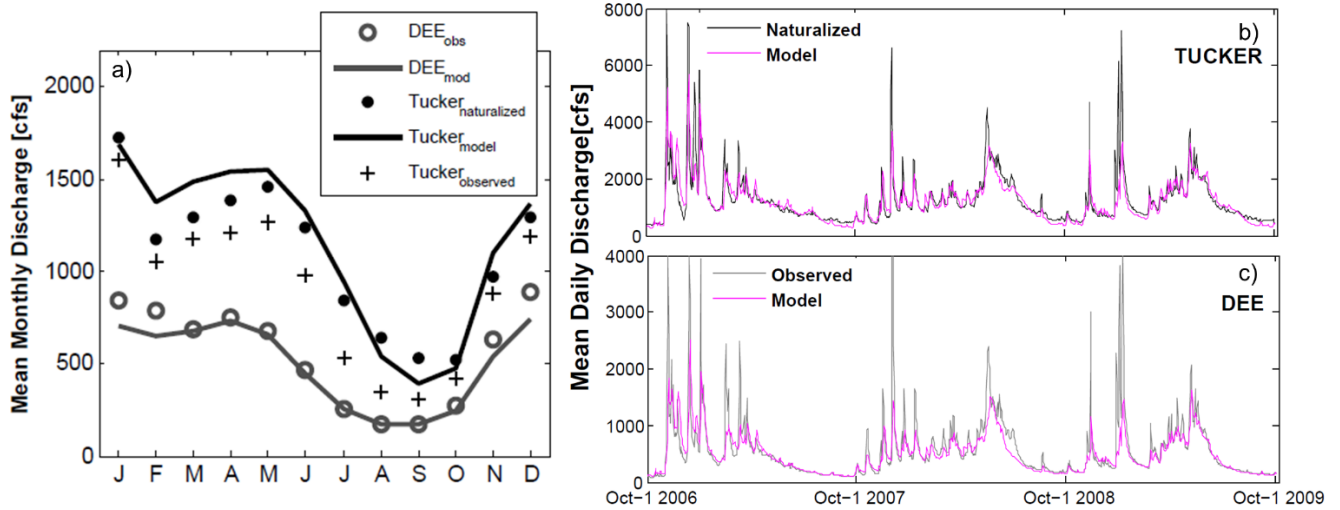 a)
DEEobs
DEEmod
Tuckernaturalized
Tuckermodel
Tuckerobserved
Mean Monthly Discharge [cfs]
2000
1500
1000
500
0
J F M A M J J A S O N D
b)
TUCKER
Naturalized
Model
8000
6000
4000
2000
0
Mean Daily Discharge[cfs]
c)
DEE
Observed
Model
4000
3000
2000
1000
0
Oct-1 2006 Oct-1 2007 Oct-1 2008 Oct-1 2009